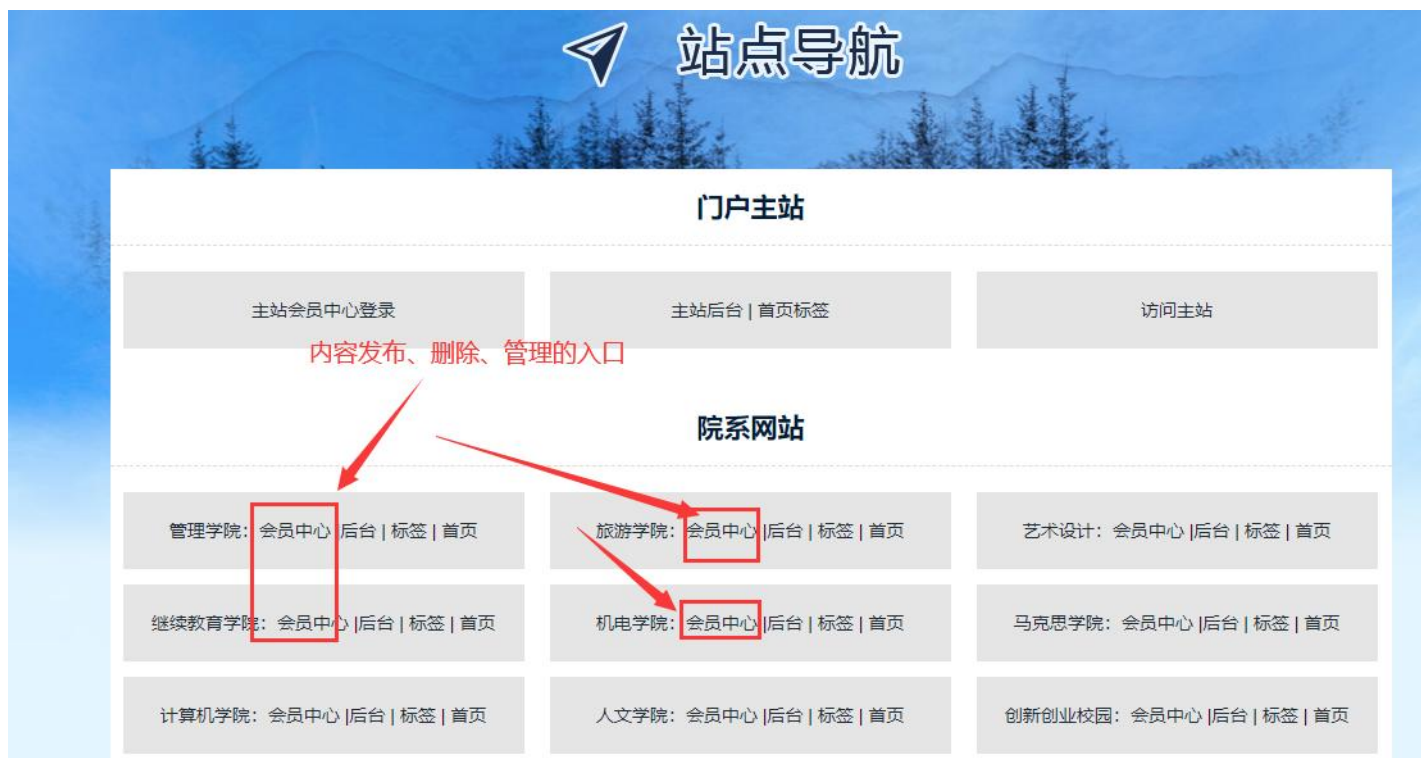 站点导航
门户主站
主站会员中心登录
主站后台 | 首页标签
访问主站
内容发布、删除、管理的入口
院系网站
管理学院：会员中心 |后台 | 标签 | 首页
旅游学院：会员中心 |后台 | 标签 | 首页
艺术设计：会员中心 |后台 | 标签 | 首页
继续教育学院：会员中心 |后台 | 标签 | 首页
机电学院：会员中心 |后台 | 标签 | 首页
马克思学院：会员中心 |后台 | 标签 | 首页
计算机学院：会员中心 |后台 | 标签 | 首页
人文学院：会员中心 |后台 | 标签 | 首页
创新创业校园：会员中心 |后台 | 标签 | 首页